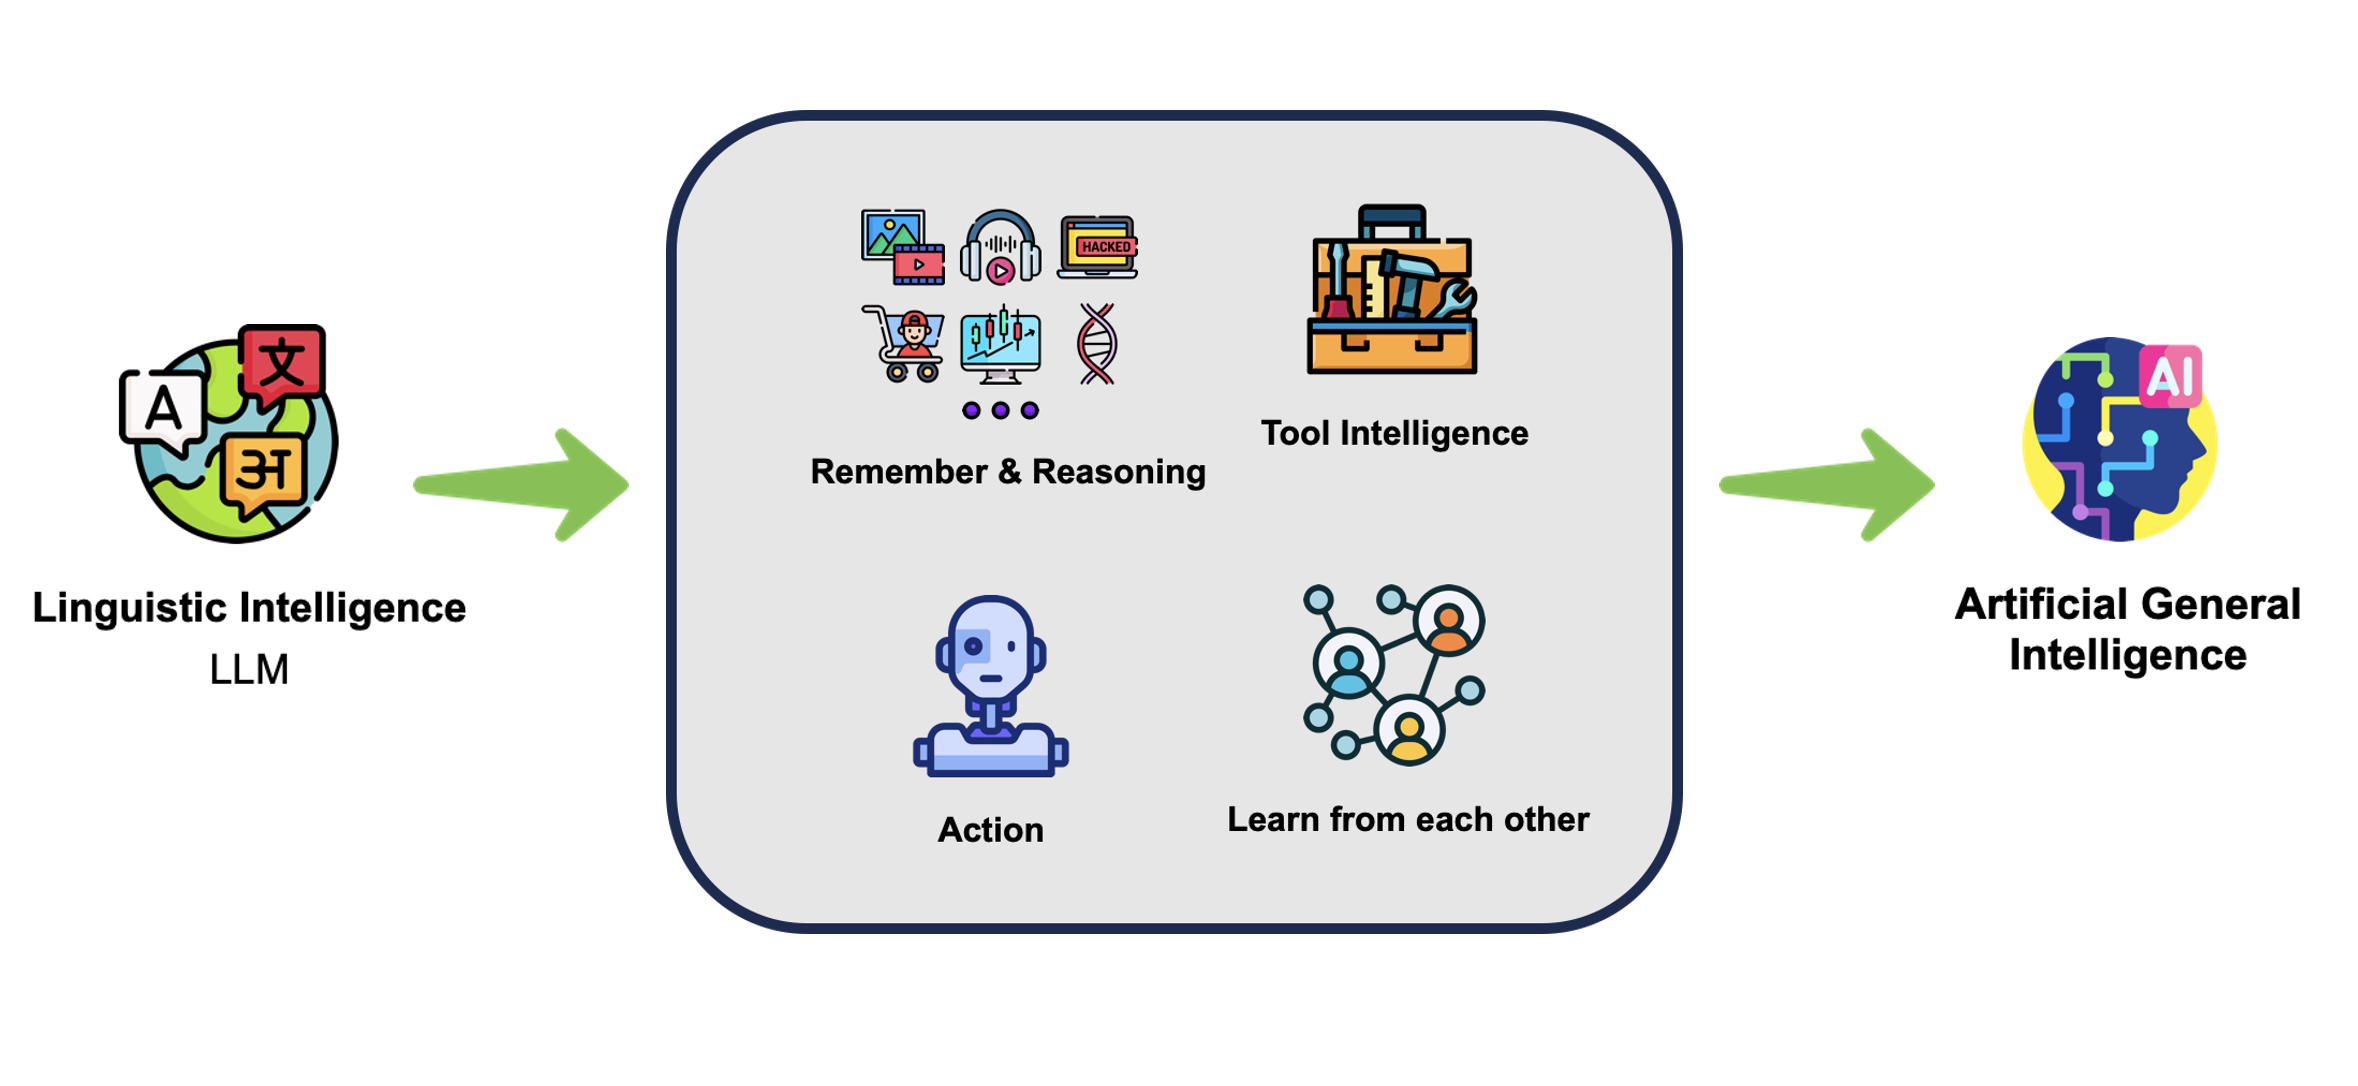 A
文
अ
Linguistic Intelligence
LLM
HACKED
Remember & Reasoning
Tool Intelligence
Action
Learn from each other
AI
Artificial General
Intelligence